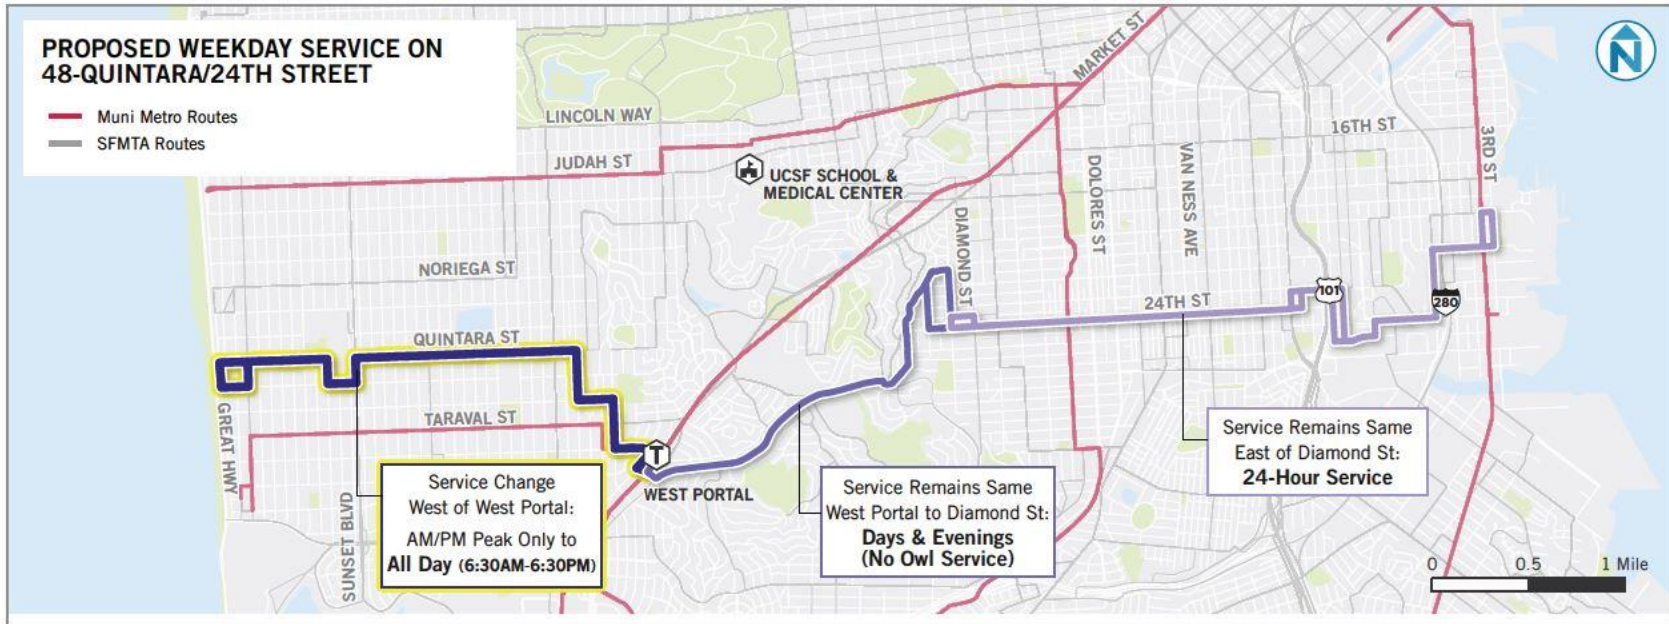 PROPOSED WEEKDAY SERVICE ON
48-QUINTARA/24TH STREET
Muni Metro Routes
SFMTA Routes
N
MARKET ST
LINCOLN WAY
JUDAH ST
16TH ST
3RD ST
UCSF SCHOOL &
MEDICAL CENTER
DOLORES ST
VAN NESS AVE
DIAMOND ST
NORIEGA ST
24TH ST
101
280
QUINTARA ST
TARAVAL ST
GREAT HWY
SUNSET BLVD
T
WEST PORTAL
Service Change
West of West Portal:
AM/PM Peak Only to
All Day (6:30AM-6:30PM)
Service Remains Same
West Portal to Diamond St:
Days & Evenings
(No Owl Service)
Service Remains Same
East of Diamond St:
24-Hour Service
0 0.5 1 Mile